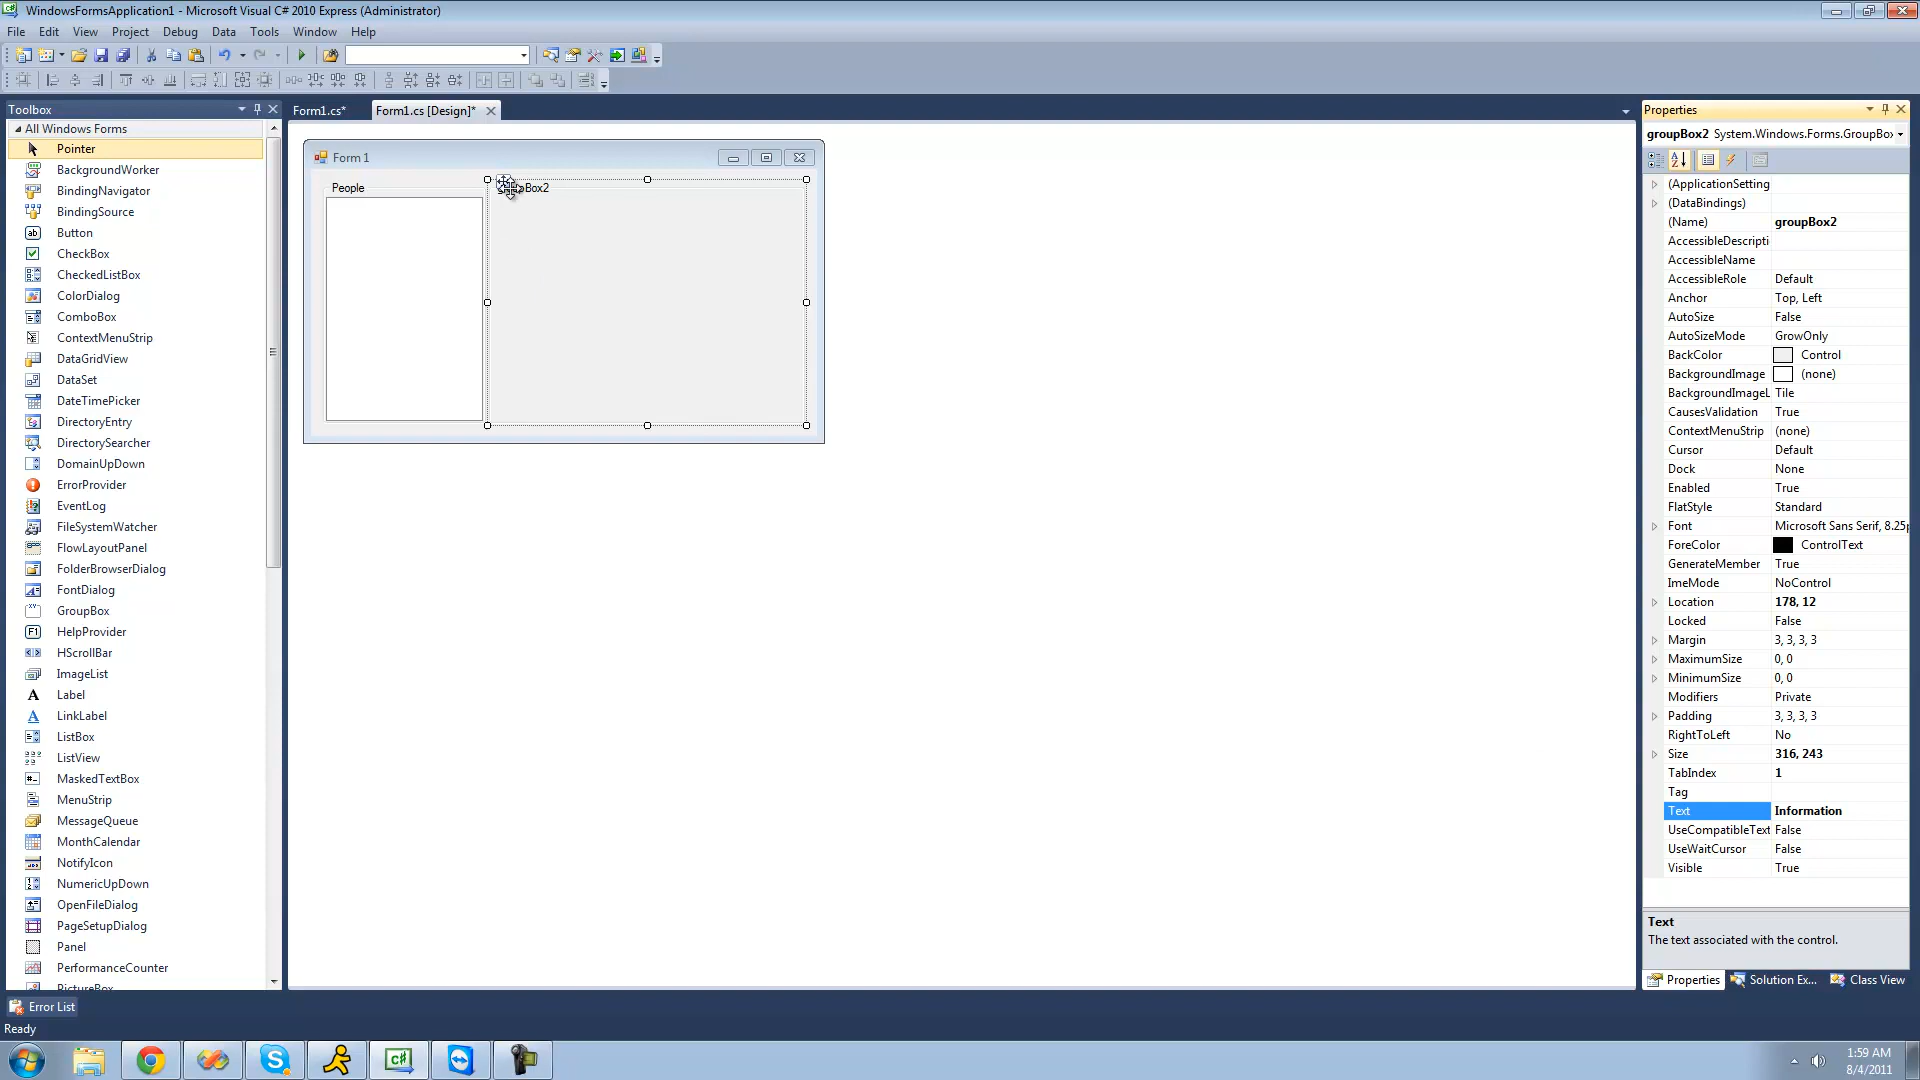 WindowsFormsApplication1 - Microsoft Visual C# 2010 Express (Administrator)
File Edit View Project Debug Data Tools Window Help
Toolbox
All Windows Forms
Pointer
BackgroundWorker
BindingNavigator
BindingSource
Button
CheckBox
CheckedListBox
ColorDialog
ComboBox
ContextMenuStrip
DataGridView
DataSet
DateTimePicker
DirectoryEntry
DirectorySearcher
DomainUpDown
ErrorProvider
EventLog
FileSystemWatcher
FlowLayoutPanel
FolderBrowserDialog
FontDialog
GroupBox
HelpProvider
HScrollBar
ImageList
Label
LinkLabel
ListBox
ListView
MaskedTextBox
MenuStrip
MessageQueue
MonthCalendar
NotifyIcon
NumericUpDown
OpenFileDialog
PageSetupDialog
Panel
PerformanceCounter
PictureBox
Form1.cs* Form1.cs [Design]*
Form 1
People
Box2
Properties
groupBox2 System.Windows.Forms.GroupBox
(ApplicationSetting
(DataBindings)
(Name) groupBox2
AccessibleDescripti
AccessibleName
AccessibleRole Default
Anchor Top, Left
AutoSize False
AutoSizeMode GrowOnly
BackColor Control
BackgroundImage (none)
BackgroundImageL Tile
CausesValidation True
ContextMenuStrip (none)
Cursor Default
Dock None
Enabled True
FlatStyle Standard
Font Microsoft Sans Serif, 8.25p
ForeColor ControlText
GenerateMember True
ImeMode NoControl
Location 178, 12
Locked False
Margin 3, 3, 3, 3
MaximumSize 0, 0
MinimumSize 0, 0
Modifiers Private
Padding 3, 3, 3, 3
RightToLeft No
Size 316, 243
TabIndex 1
Tag
Text Information
UseCompatibleText False
UseWaitCursor False
Visible True
Text
The text associated with the control.
Properties Solution Ex... Class View
Error List
Ready
1:59 AM
8/4/2011